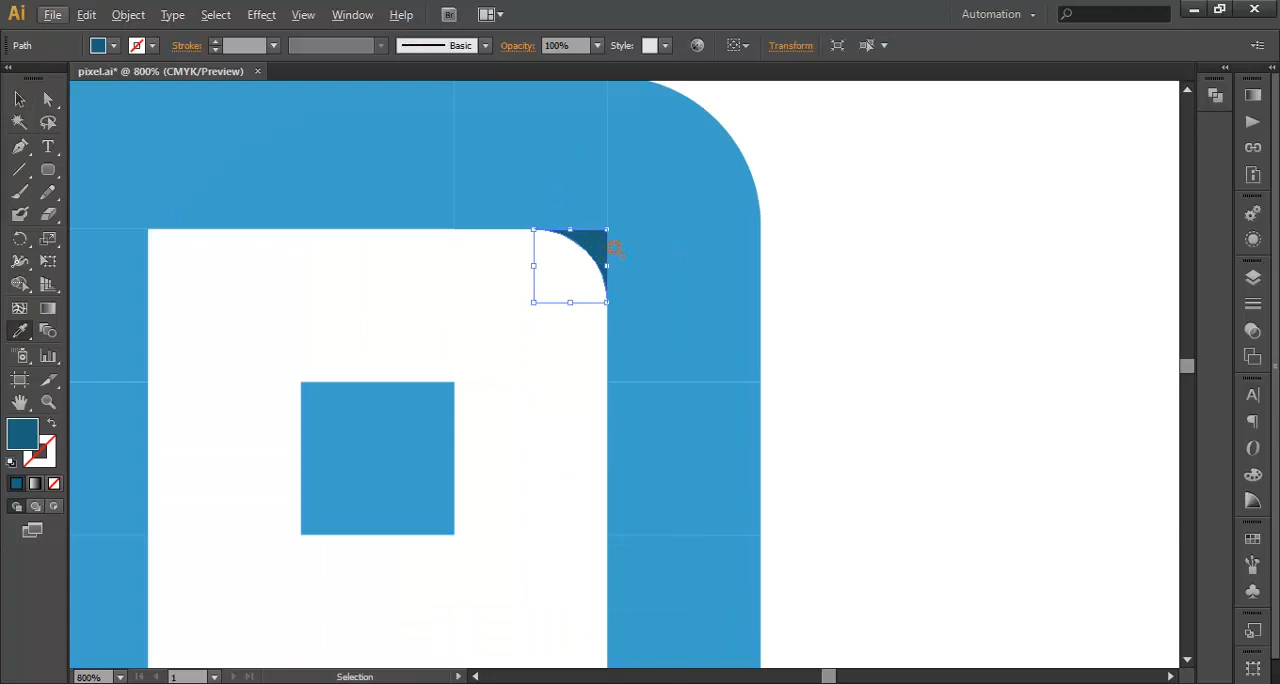 Ai File Edit Object Type Select Effect View Window Help Br Automation
Path Stroke: Basic Opacity: 100% Style: Transform
pixel.ai* @ 800% (CMYK/Preview) ×
T
A
800% 1 Selection